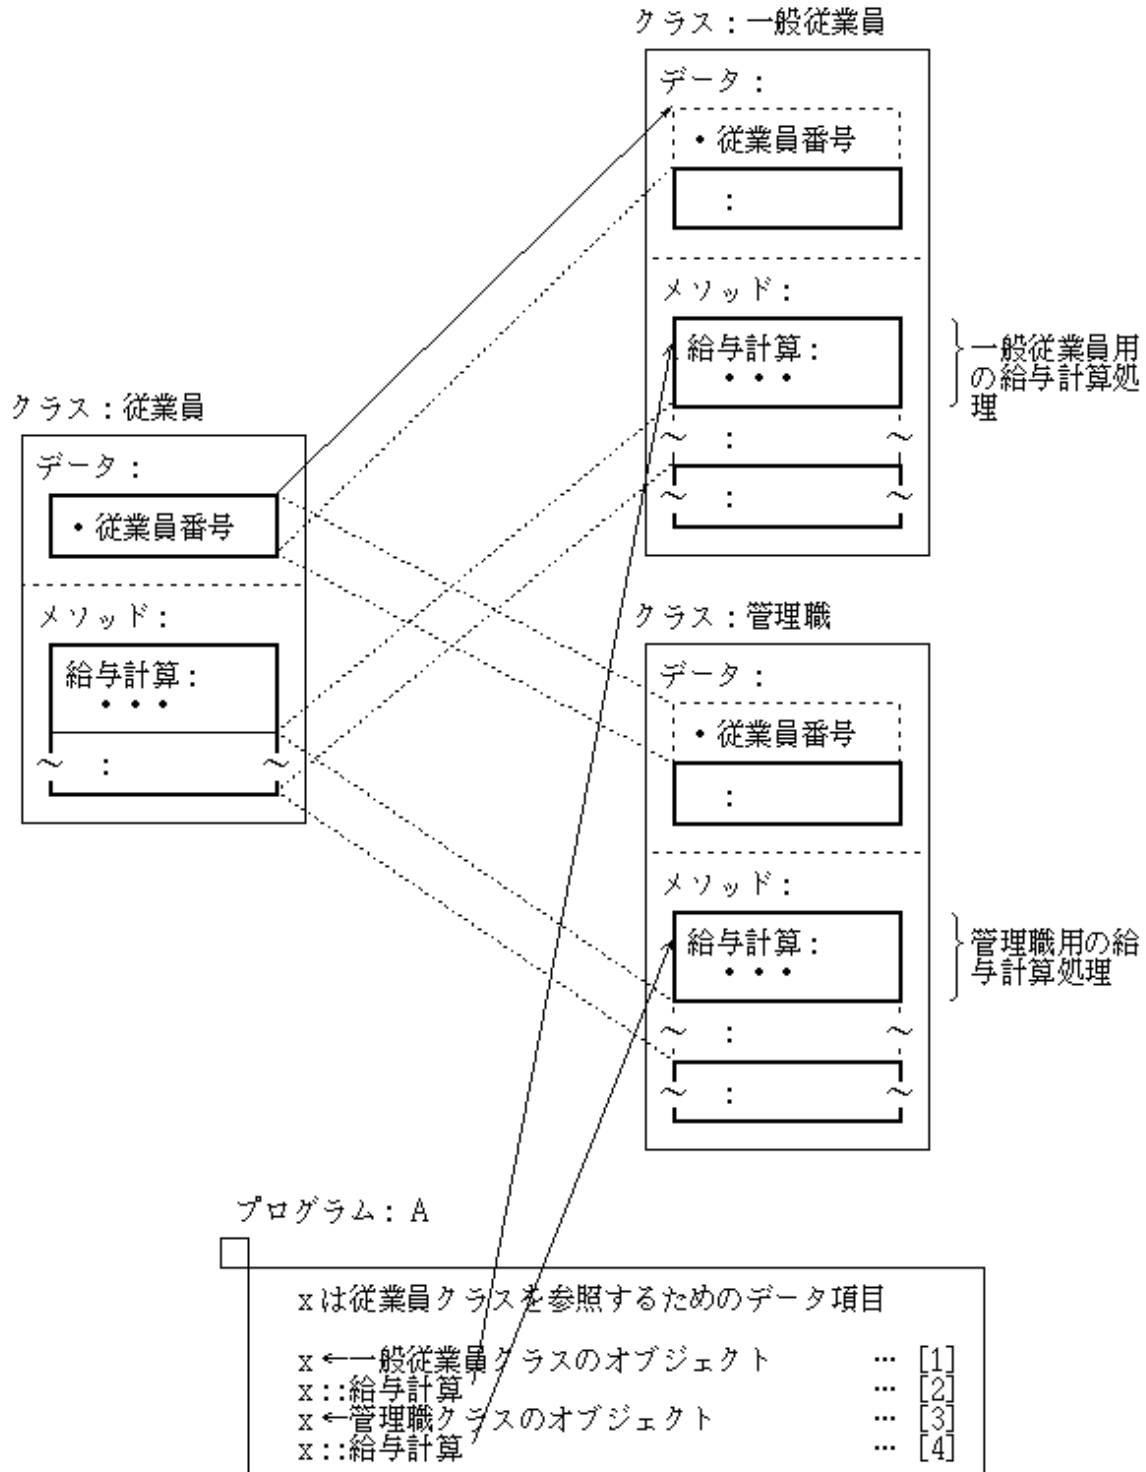 クラス：一般従業員
データ：
・従業員番号
：
メソッド：
給与計算：
・・・
一般従業員用
の給与計算処
理
～ ： ～
～ ： ～
クラス：従業員
データ：
・従業員番号
メソッド：
給与計算：
・・・
～ ： ～
クラス：管理職
データ：
・従業員番号
：
メソッド：
給与計算：
・・・
管理職用の給
与計算処理
～ ： ～
～ ： ～
プログラム：A
xは従業員クラスを参照するためのデータ項目
x←一般従業員クラスのオブジェクト … [1]
x::給与計算 … [2]
x←管理職クラスのオブジェクト … [3]
x::給与計算 … [4]